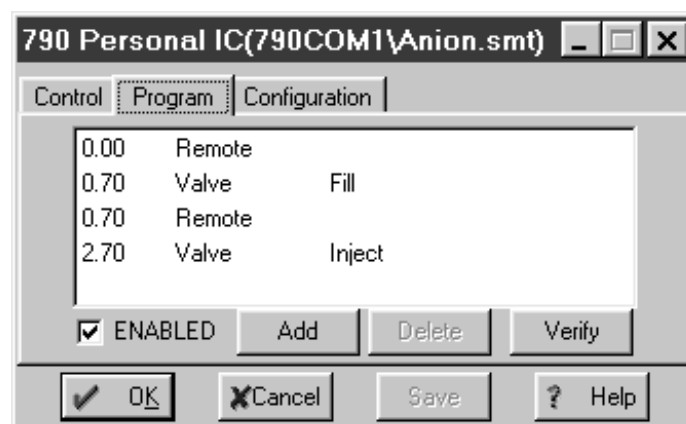 790 Personal IC(790COM1\Anion.smt)
Control Program Configuration
0.00 Remote
0.70 Valve Fill
0.70 Remote
2.70 Valve Inject
ENABLED Add Delete Verify
OK Cancel Save ? Help